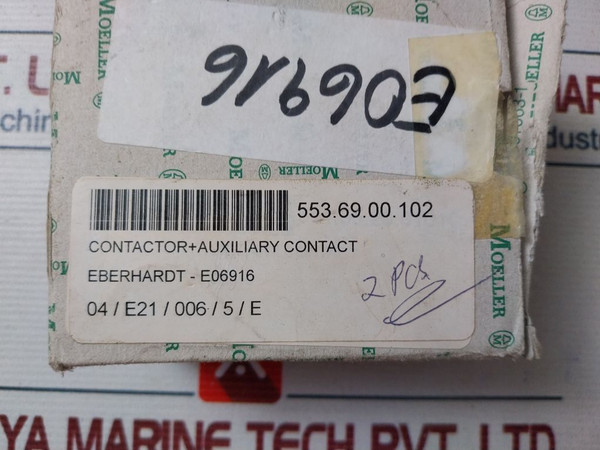 E06916
553.69.00.102
CONTACTOR+AUXILIARY CONTACT
EBERHARDT - E06916
04 / E21 / 006 / 5 / E
2 Pcs
MOELLER
MOELLER
MOELLER
MOELLER
YA MARINE TECH PVT. LTD